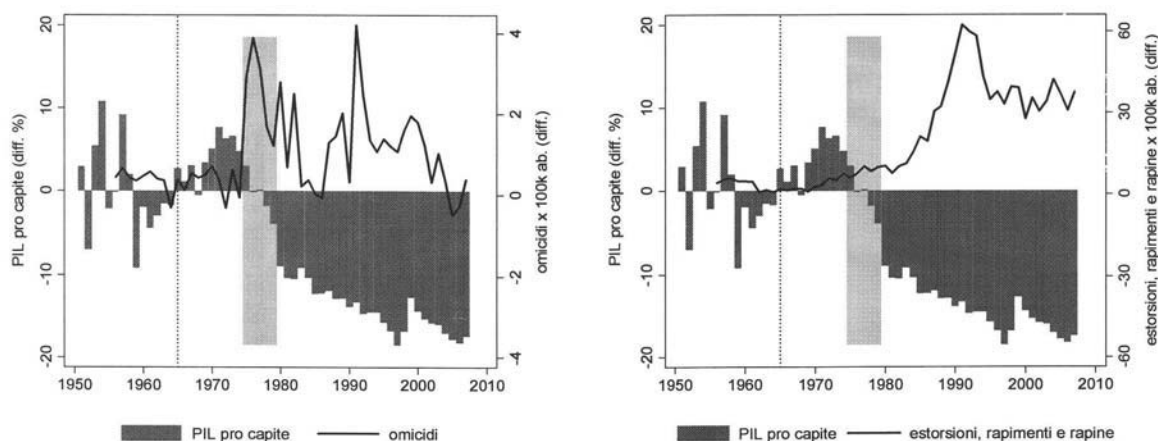 PIL pro capite (diff. %)
20
10
0
-10
-20
4
2
0
-2
-4
omicidi x 100k ab. (diff.)
1950 1960 1970 1980 1990 2000 2010
PIL pro capite omicidi
PIL pro capite (diff. %)
20
10
0
-10
-20
60
30
0
-30
-60
estorsioni, rapimenti e rapine x 100k ab. (diff.)
1950 1960 1970 1980 1990 2000 2010
PIL pro capite estorsioni, rapimenti e rapine